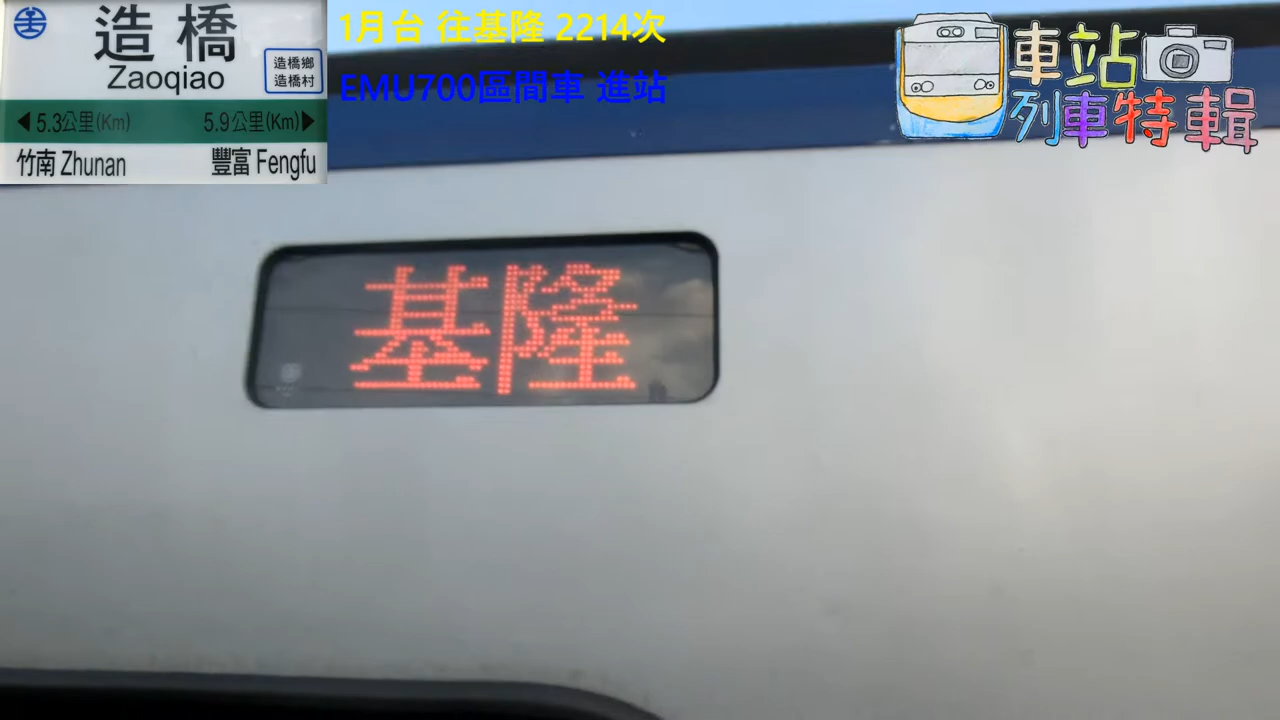 造橋
Zaoqiao
造橋鄉
造橋村
◀5.3公里(Km) 5.9公里(Km)▶
竹南 Zhunan 豐富 Fengfu
1月台 往基隆 2214次
EMU700區間車 進站
車站
列車特輯
基隆